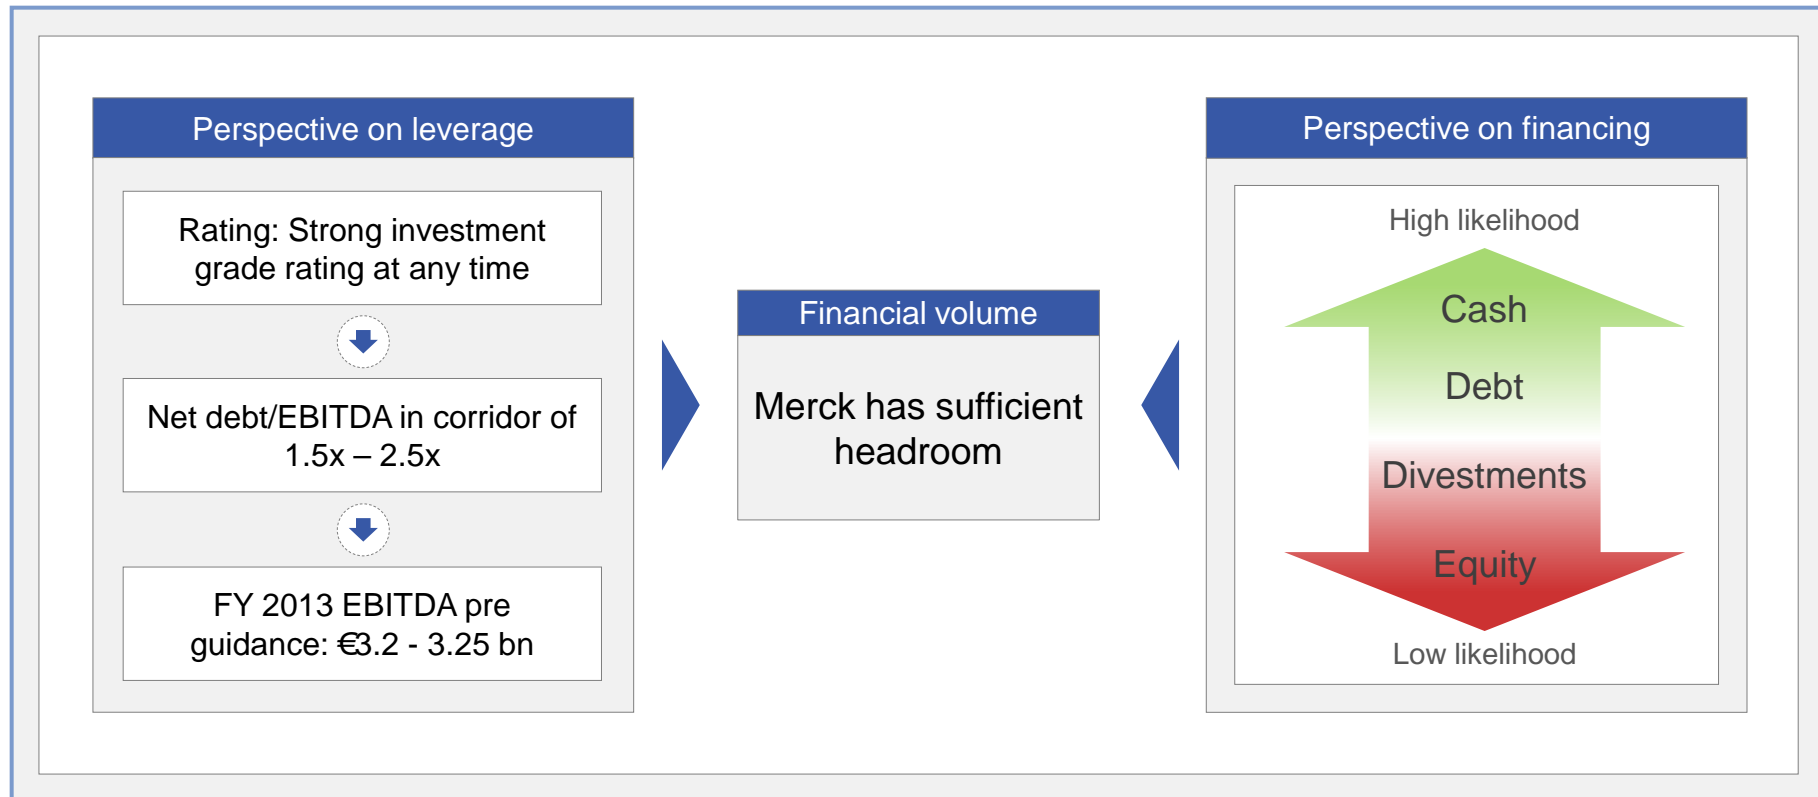 Perspective on leverage
Rating: Strong investment
grade rating at any time
Net debt/EBITDA in corridor of
1.5x – 2.5x
FY 2013 EBITDA pre
guidance: €3.2 - 3.25 bn
Financial volume
Merck has sufficient
headroom
Perspective on financing
High likelihood
Cash
Debt
Divestments
Equity
Low likelihood